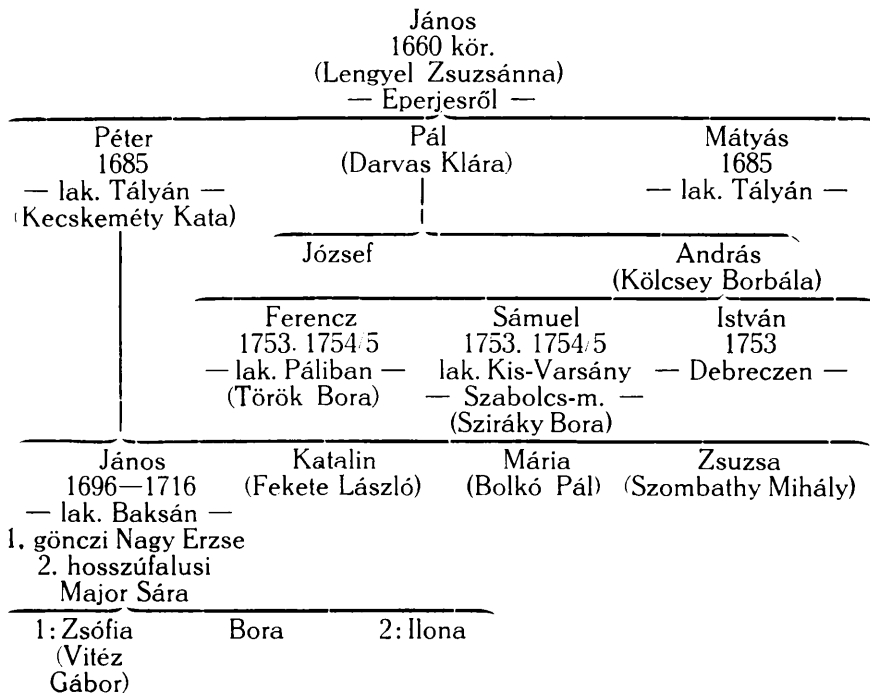 János
1660 kör.
(Lengyel Zsuzsánna)
— Eperjesről —
Péter Pál Mátyás
1685 (Darvas Klára) 1685
— lak. Tályán — — lak. Tályán —
(Kecskeméty Kata)
József András
(Kölcsey Borbála)
Ferencz Sámuel István
1753. 1754/5 1753. 1754/5 1753
— lak. Páliban — lak. Kis-Varsány — Debreczen —
(Török Bora) — Szabolcs-m. —
(Sziráky Bora)
János Katalin Mária Zsuzsa
1696—1716 (Fekete László) (Bolkó Pál) (Szombathy Mihály)
— lak. Baksán —
1. gönczi Nagy Erzse
2. hosszúfalusi
Major Sára
1: Zsófia Bora 2: Ilona
(Vitéz
Gábor)